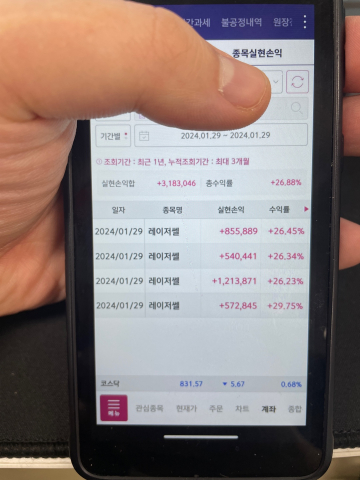 간과세 불공정내역 원장
종목실현손익
기간별 * 2024.01.29 ~ 2024.01.29
조회기간 : 최근 1년, 누적조회기간 : 최대 3개월
실현손익합 +3,183,046 총수익률 +26.88%
일자 종목명 실현손익 수익률
2024/01/29 레이저쎌 +855,889 +26.45%
2024/01/29 레이저쎌 +540,441 +26.34%
2024/01/29 레이저쎌 +1,213,871 +26.23%
2024/01/29 레이저쎌 +572,845 +29.75%
코스닥 831.57 ▼ 5.67 0.68%
메뉴 관심종목 현재가 주문 차트 계좌 종합